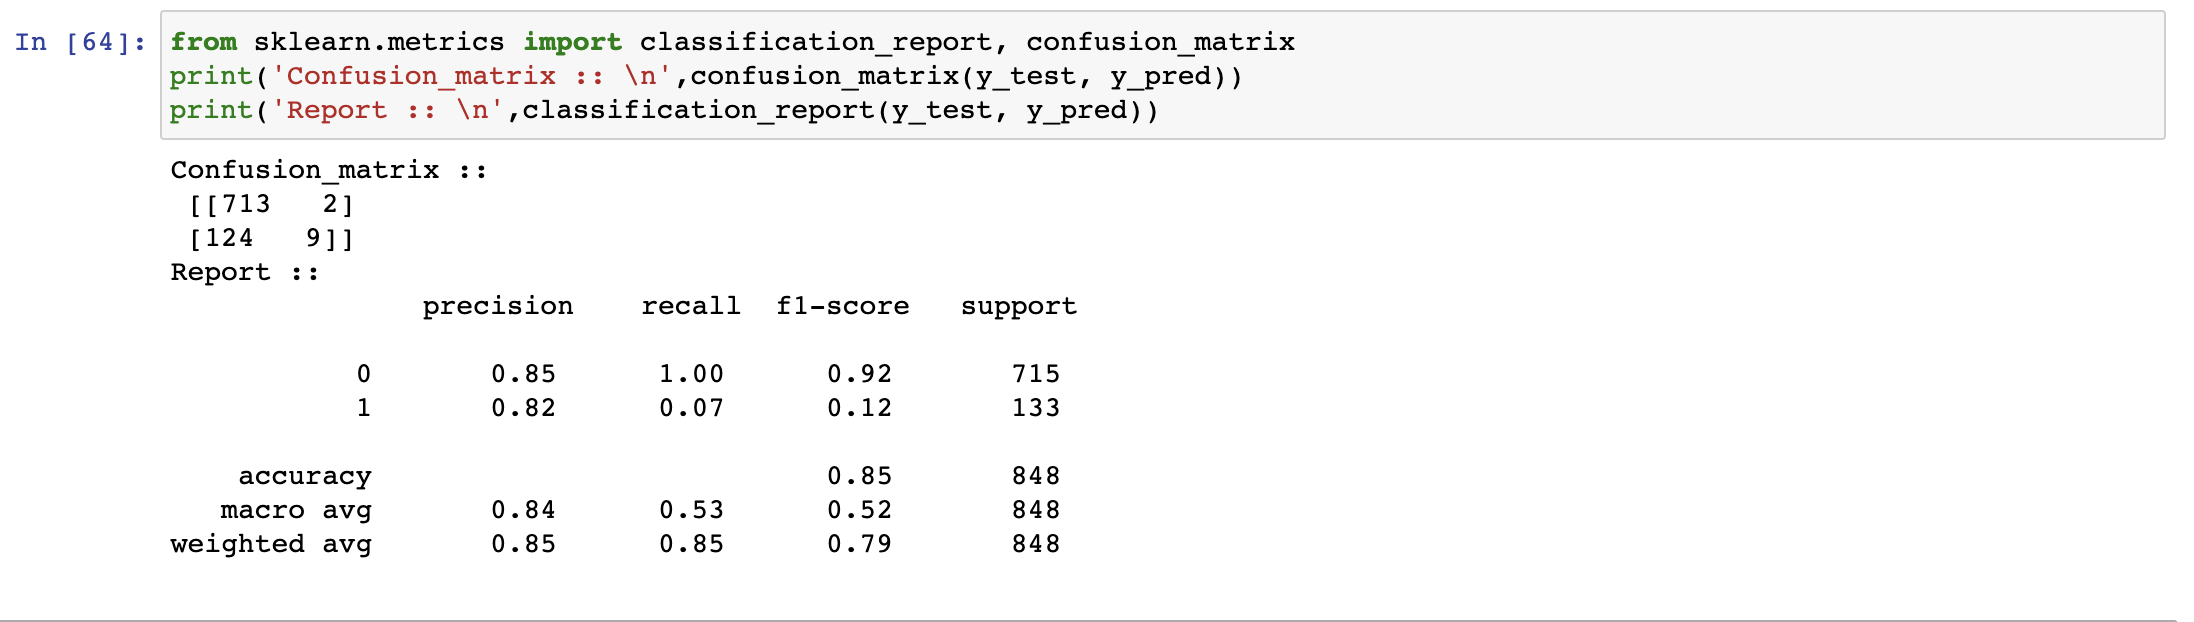 In [64]: from sklearn.metrics import classification_report, confusion_matrix
print('Confusion_matrix :: \n',confusion_matrix(y_test, y_pred))
print('Report :: \n',classification_report(y_test, y_pred))
Confusion_matrix ::
[[713   2]
[124   9]]
Report ::
precision    recall  f1-score   support
0       0.85      1.00      0.92       715
1       0.82      0.07      0.12       133
accuracy                           0.85       848
macro avg       0.84      0.53      0.52       848
weighted avg       0.85      0.85      0.79       848